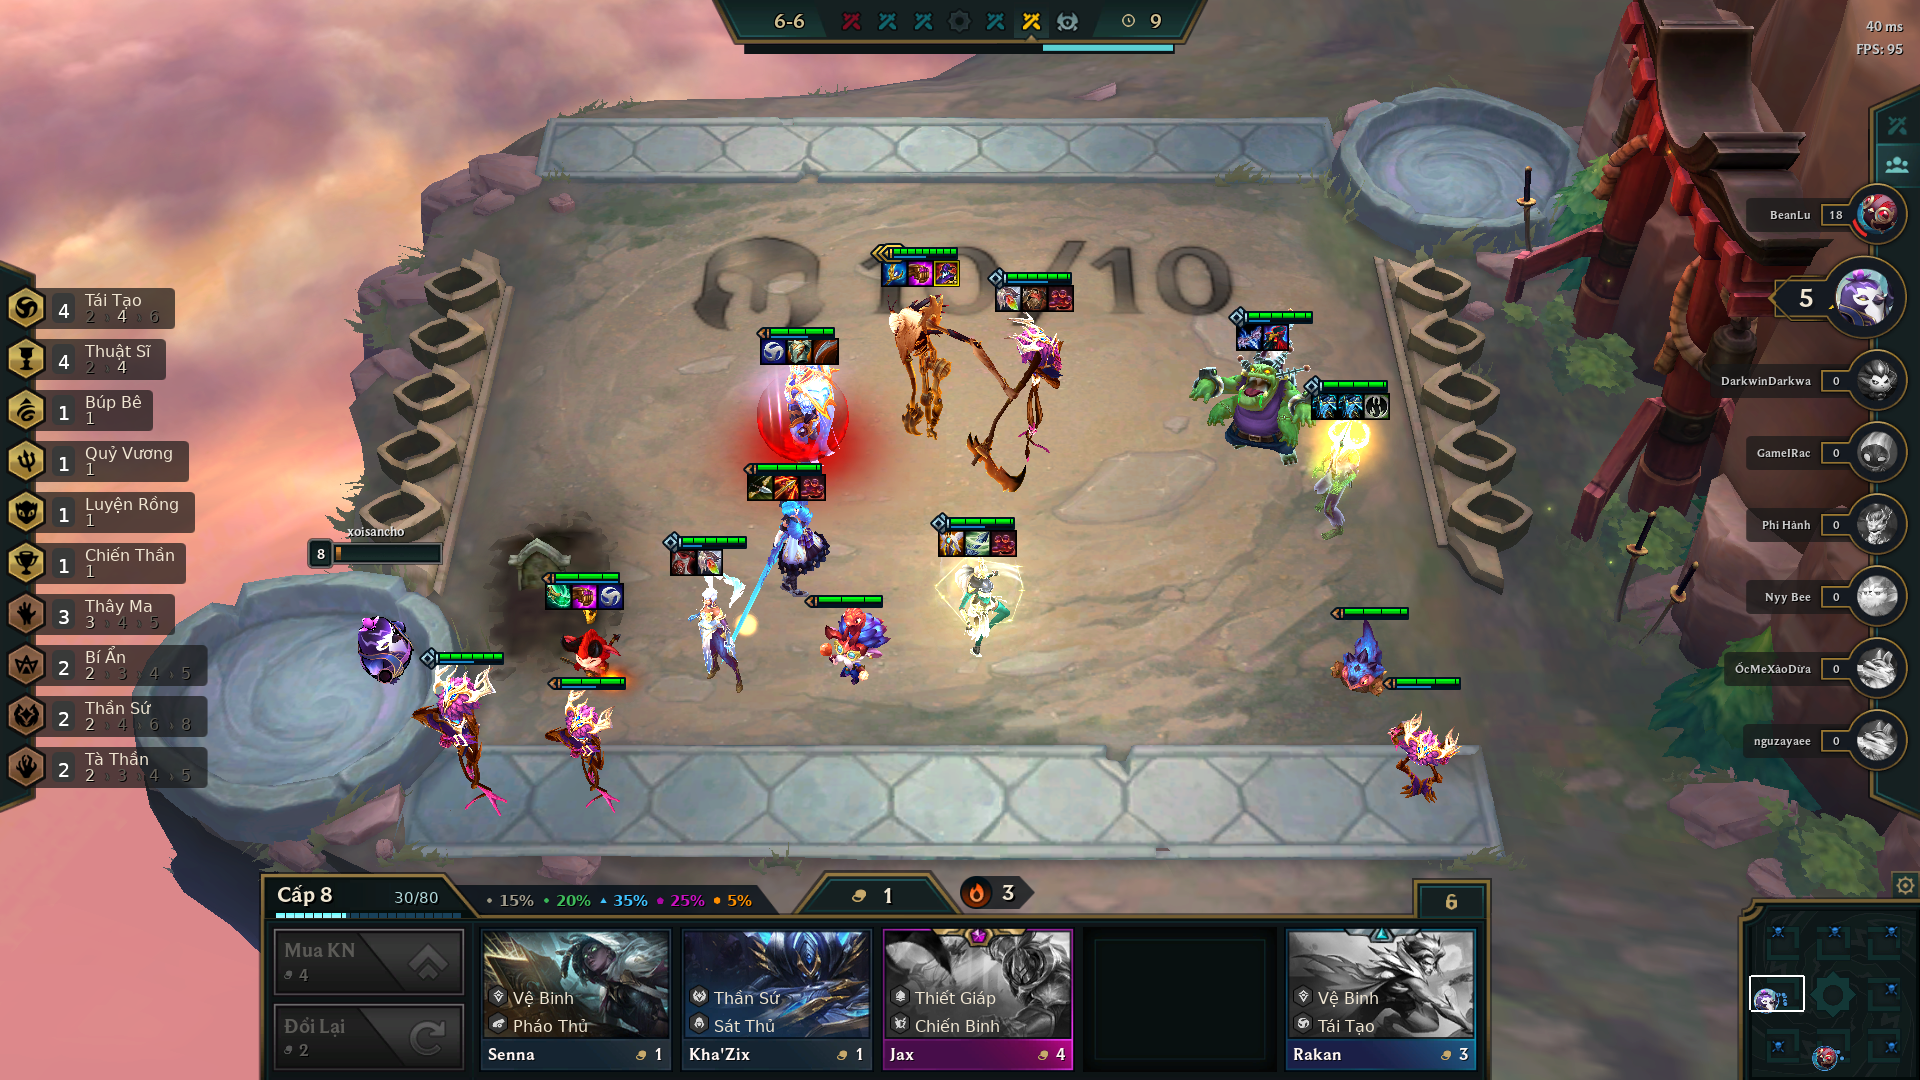 6-6
9
40 ms
FPS: 95
10/10
BeanLu 18
5
DarkwinDarkwa 0
GameIRac 0
Phi Hành 0
Nyy Bee 0
ỐcMeXảoDừa 0
nguzayaee 0
4 Tái Tạo
2 › 4 › 6
4 Thuật Sĩ
2 › 4
1 Búp Bê
1
1 Quỷ Vương
1
1 Luyện Rồng
1
1 Chiến Thần
1
3 Thây Ma
3 › 4 › 5
2 Bí Ẩn
2 › 3 › 4 › 5
2 Thần Sứ
2 › 4 › 6 › 8
2 Tà Thần
2 › 3 › 4 › 5
xoisancho
8
Cấp 8 30/80
15% 20% 35% 25% 5%
1
3
6
Mua KN
4
Đổi Lại
2
Vệ Binh
Pháo Thủ
Senna 1
Thần Sứ
Sát Thủ
Kha'Zix 1
Thiết Giáp
Chiến Binh
Jax 4
Vệ Binh
Tái Tạo
Rakan 3